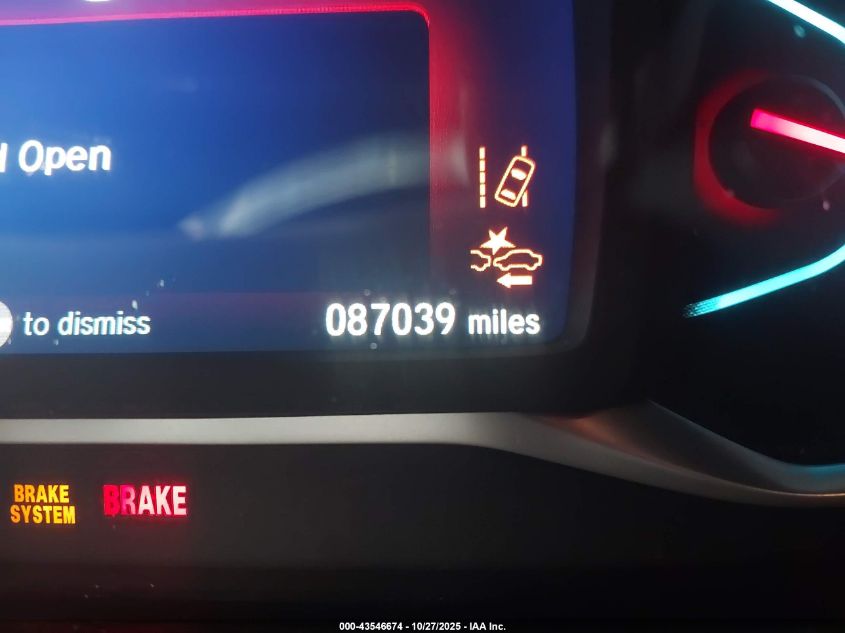 Open
to dismiss
087039 miles
BRAKE
SYSTEM
BRAKE
000-43546674 - 10/27/2025 - IAA Inc.